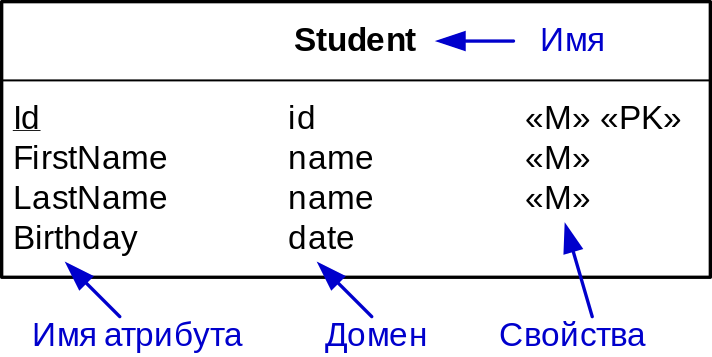 Student Имя
Id id «M» «PK»
FirstName name «M»
LastName name «M»
Birthday date
Имя атрибута Домен Свойства